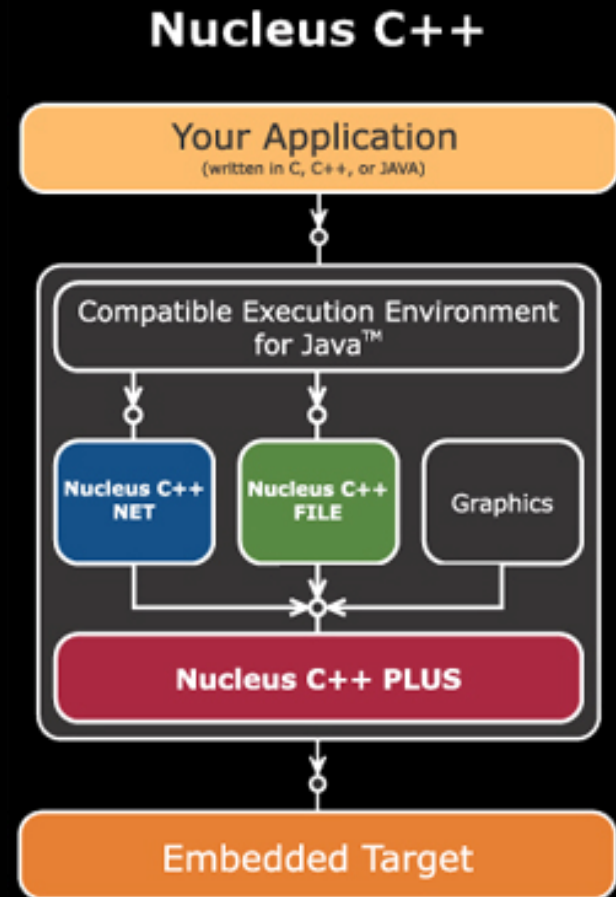 Nucleus C++
Your Application
(written in C, C++, or JAVA)
Compatible Execution Environment
for Java™
Nucleus C++
NET
Nucleus C++
FILE
Graphics
Nucleus C++ PLUS
Embedded Target